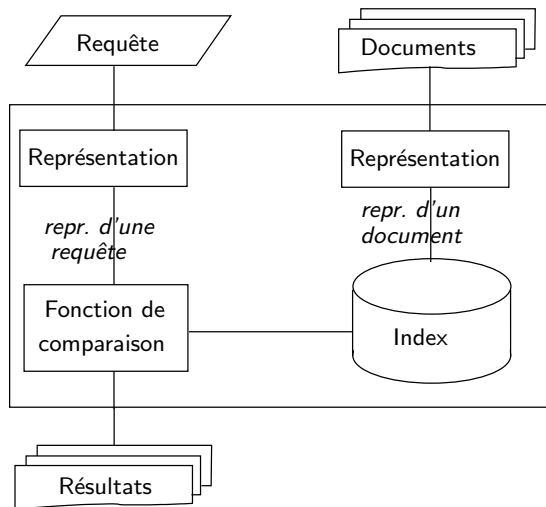 Requête
Documents
Représentation
Représentation
repr. d'une
requête
repr. d'un
document
Fonction de
comparaison
Index
Résultats